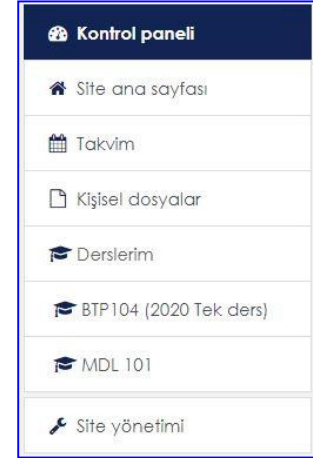 Kontrol paneli
Site ana sayfası
Takvim
Kişisel dosyalar
Derslerim
BTP104 (2020 Tek ders)
MDL 101
Site yönetimi